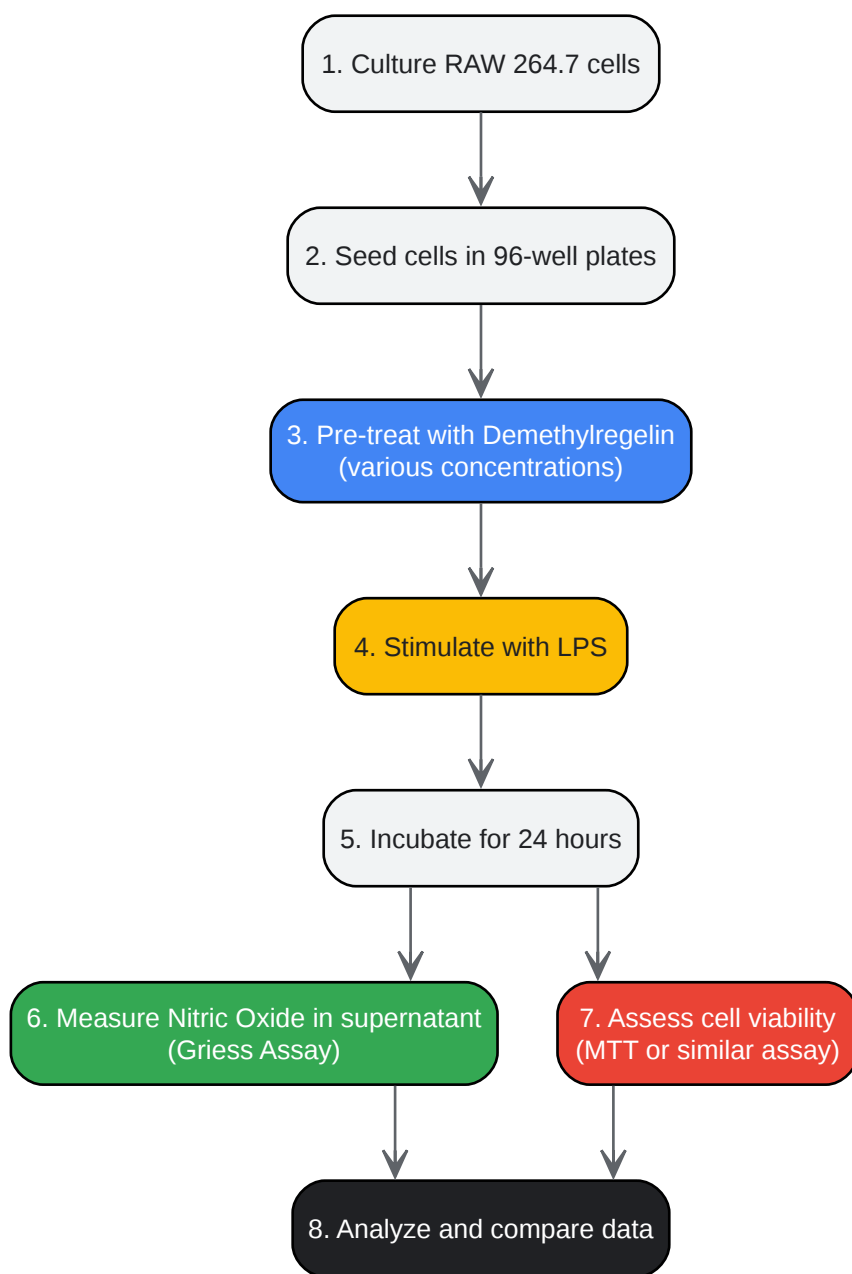 1. Culture RAW 264.7 cells
2. Seed cells in 96-well plates
3. Pre-treat with Demethylregelin
(various concentrations)
4. Stimulate with LPS
5. Incubate for 24 hours
6. Measure Nitric Oxide in supernatant
(Griess Assay)
7. Assess cell viability
(MTT or similar assay)
8. Analyze and compare data